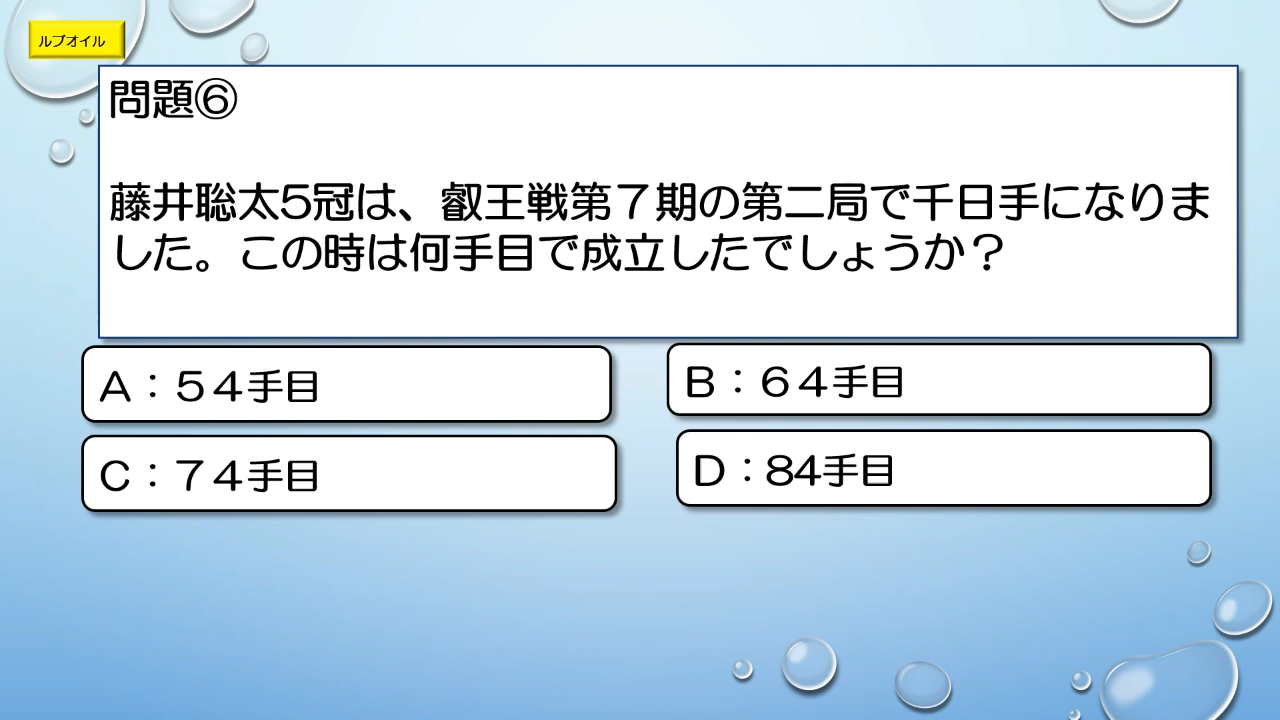 ルブオイル
問題⑥
藤井聡太5冠は、叡王戦第７期の第二局で千日手になりま
した。この時は何手目で成立したでしょうか？
Ａ：５４手目
Ｂ：６４手目
Ｃ：７４手目
Ｄ：84手目